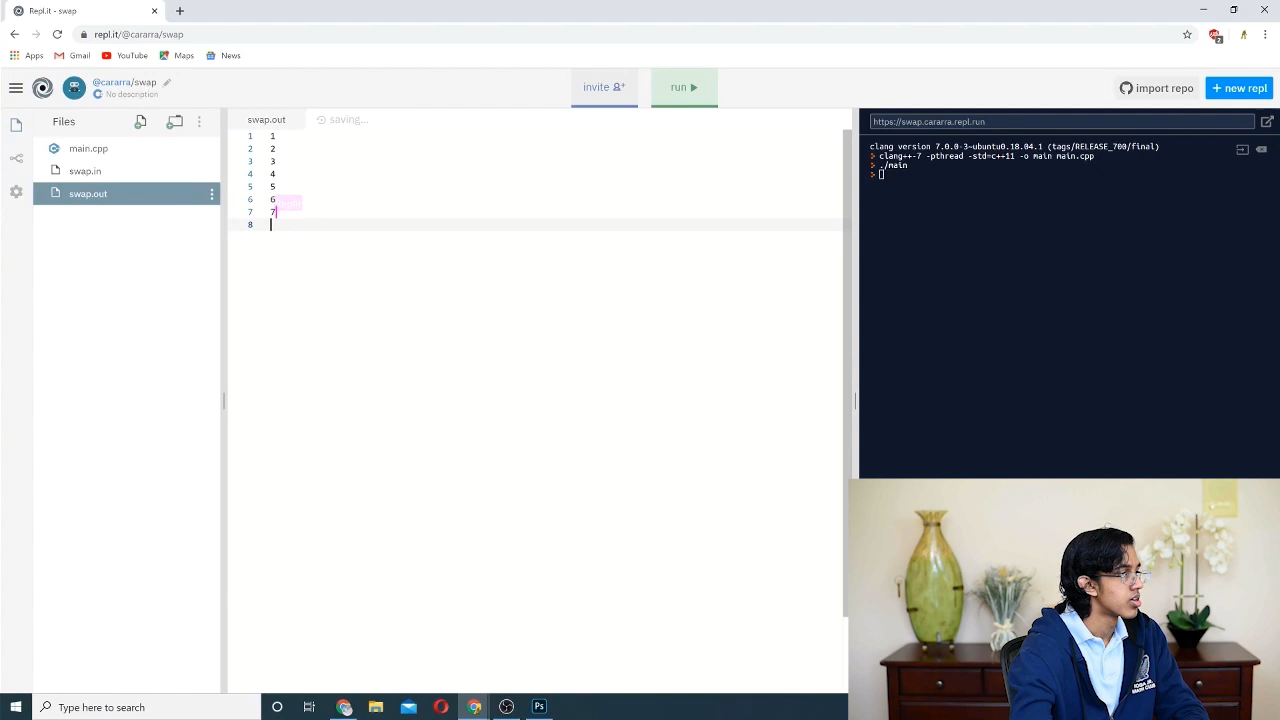 Repl.it - swap
repl.it/@cararra/swap
2
Apps
Gmail
YouTube
Maps
News
@cararra/swap
No description
invite
run
import repo
+ new repl
Files
main.cpp
swap.in
swap.out
swap.out
saving...
1 1
2 2
3 3
4 4
5 5
6 6
7 7
8
https://swap.cararra.repl.run
clang version 7.0.0-3~ubuntu0.18.04.1 (tags/RELEASE_700/final)
> clang++-7 -pthread -std=c++11 -o main main.cpp
> ./main
>
Type here to search
Ps